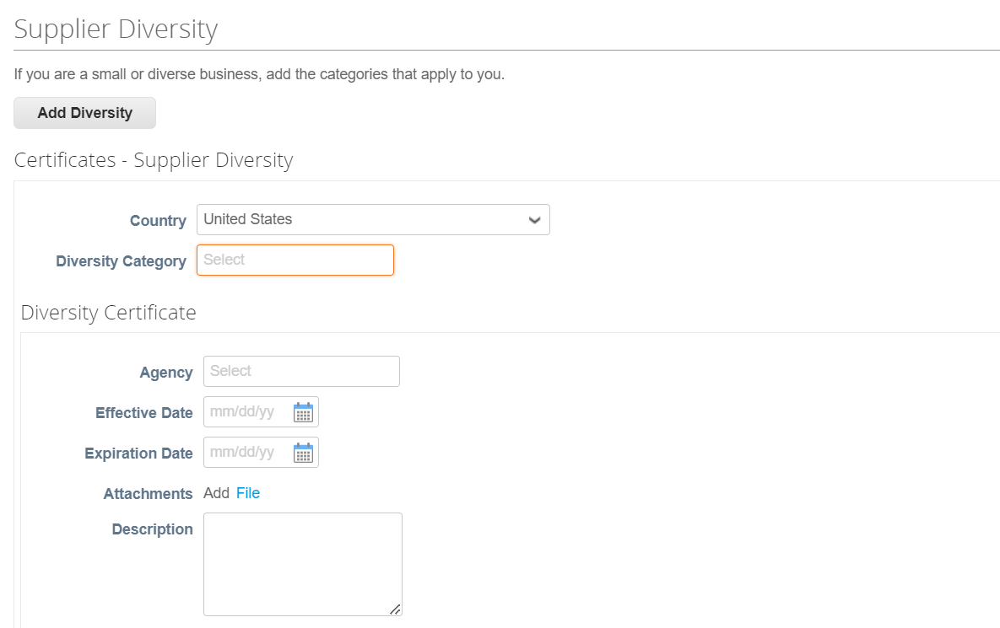 Supplier Diversity
If you are a small or diverse business, add the categories that apply to you.
Add Diversity
Certificates - Supplier Diversity
Country United States
Diversity Category Select
Diversity Certificate
Agency Select
Effective Date mm/dd/yy
Expiration Date mm/dd/yy
Attachments Add File
Description